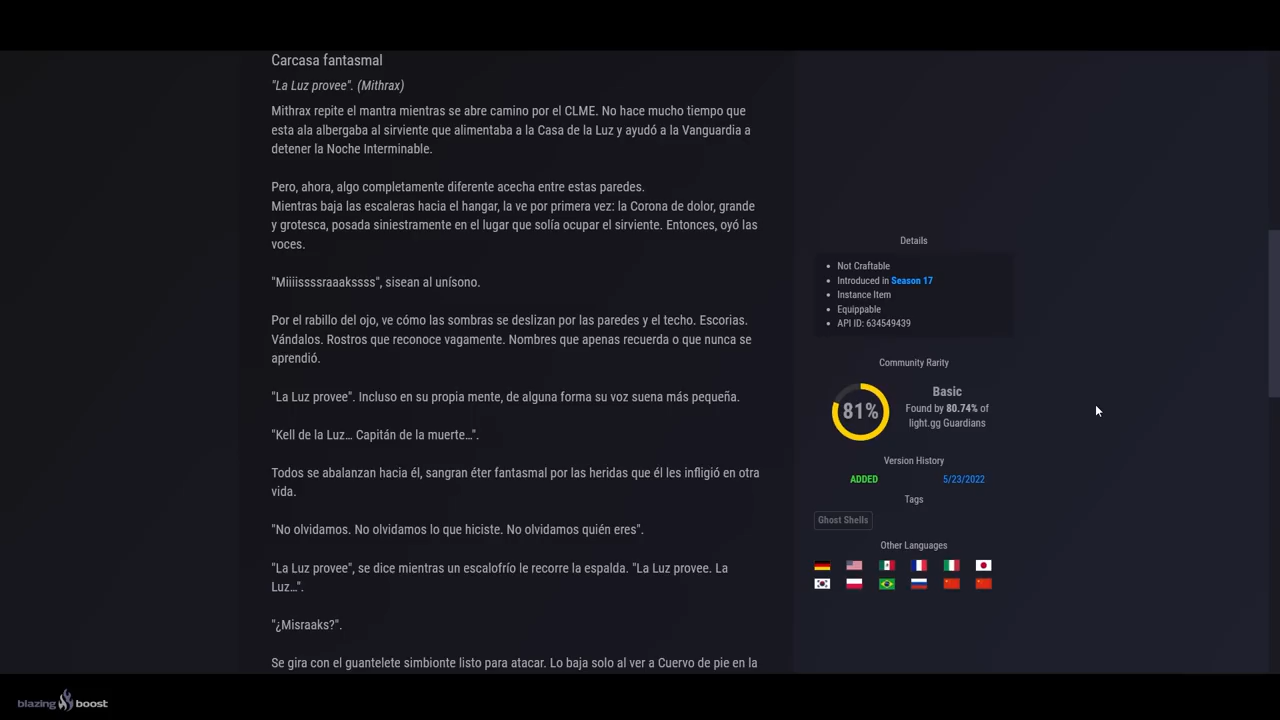 Carcasa fantasmal
"La Luz provee". (Mithrax)
Mithrax repite el mantra mientras se abre camino por el CLME. No hace mucho tiempo que
esta ala albergaba al sirviente que alimentaba a la Casa de la Luz y ayudó a la Vanguardia a
detener la Noche Interminable.
Pero, ahora, algo completamente diferente acecha entre estas paredes.
Mientras baja las escaleras hacia el hangar, la ve por primera vez: la Corona de dolor, grande
y grotesca, posada siniestramente en el lugar que solía ocupar el sirviente. Entonces, oyó las
voces.
"Miiiissssraaakssss", sisean al unísono.
Por el rabillo del ojo, ve cómo las sombras se deslizan por las paredes y el techo. Escorias.
Vándalos. Rostros que reconoce vagamente. Nombres que apenas recuerda o que nunca se
aprendió.
"La Luz provee". Incluso en su propia mente, de alguna forma su voz suena más pequeña.
"Kell de la Luz… Capitán de la muerte…".
Todos se abalanzan hacia él, sangran éter fantasmal por las heridas que él les infligió en otra
vida.
"No olvidamos. No olvidamos lo que hiciste. No olvidamos quién eres".
"La Luz provee", se dice mientras un escalofrío le recorre la espalda. "La Luz provee. La
Luz…".
"¿Misraaks?".
Se gira con el guantelete simbionte listo para atacar. Lo baja solo al ver a Cuervo de pie en la
Details
Not Craftable
Introduced in Season 17
Instance Item
Equippable
API ID: 634549439
Community Rarity
81%
Basic
Found by 80.74% of
light.gg Guardians
Version History
ADDED 5/23/2022
Tags
Ghost Shells
Other Languages
blazing boost